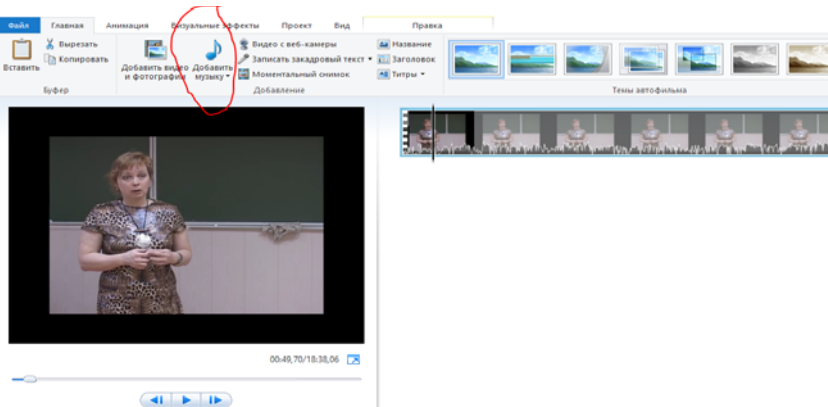 Файл Главная Анимация Визуальные эффекты Проект Вид Правка
Вставить
Вырезать
Копировать
Буфер
Добавить видео
и фотографии
Добавить
музыку
Видео с веб-камеры
Записать закадровый текст
Моментальный снимок
Название
Заголовок
Титры
Добавление
Темы автофильма
00:49,70/18:38,06